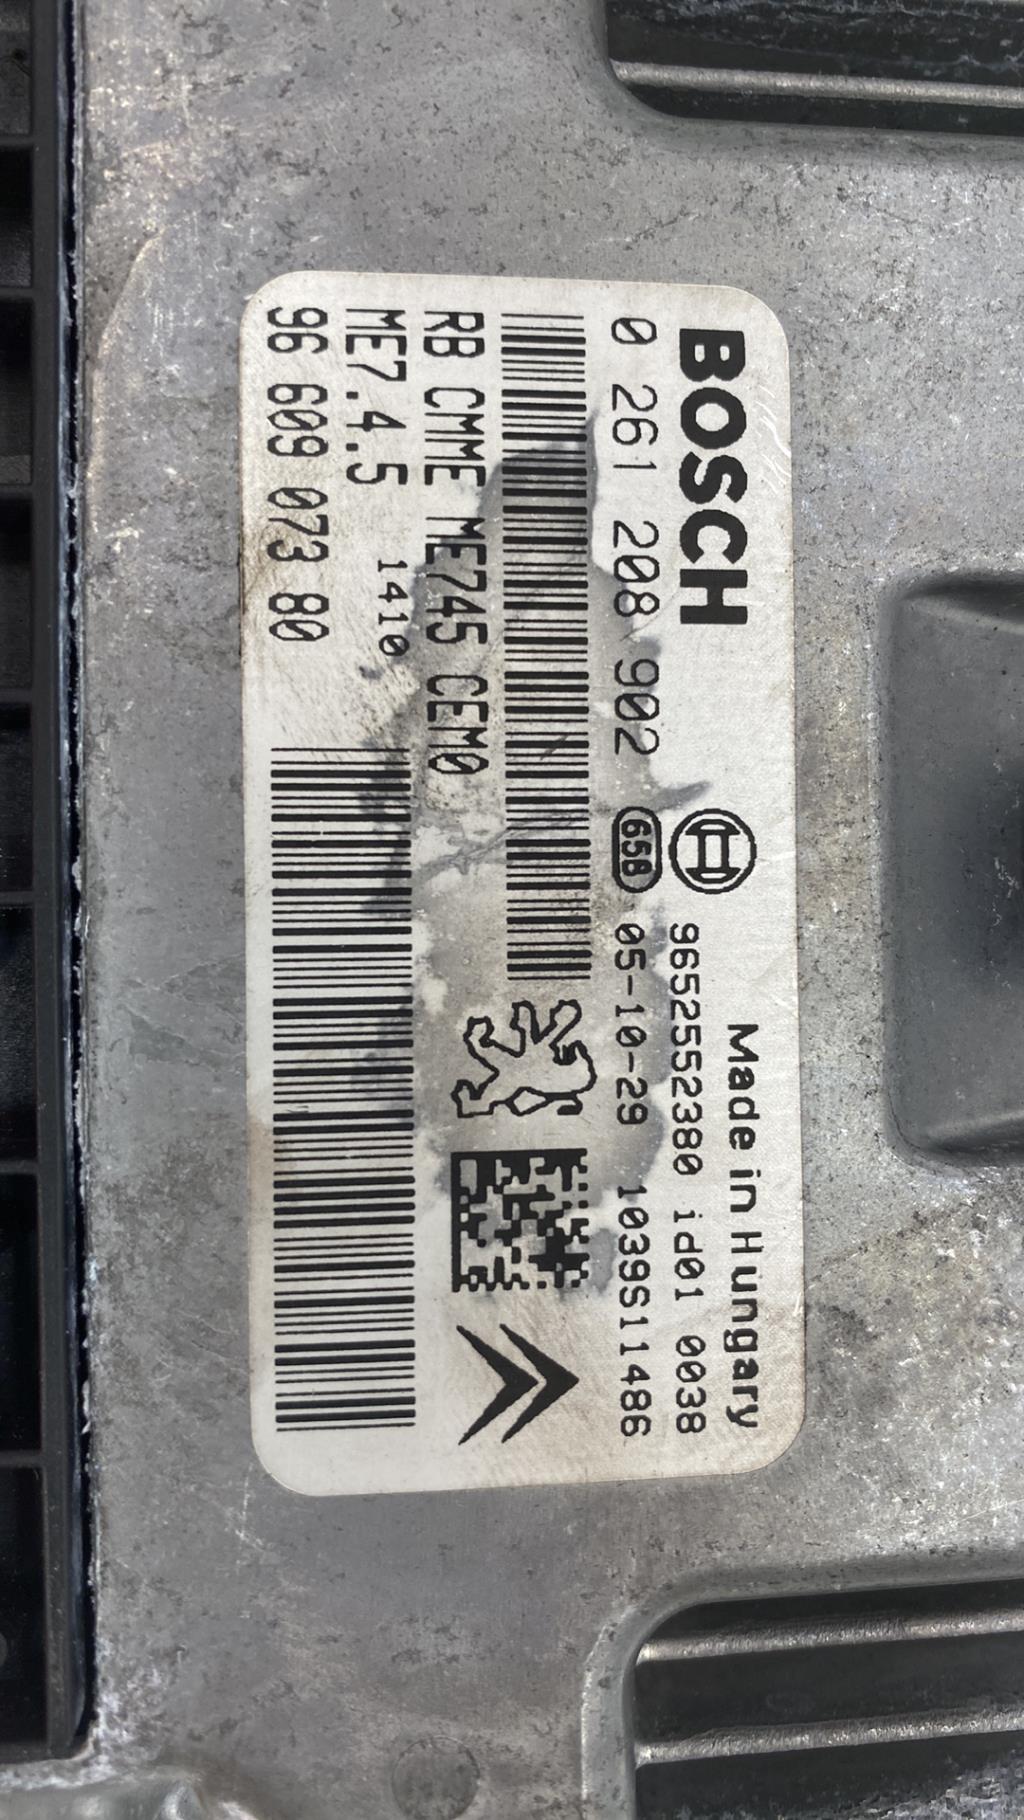 BOSCH
Made in Hungary
9652552380 id01 0038
0 261 208 902 658 05-10-29 1039S11486
RB CMME ME745 CEM0
ME7.4.5 1410
96 609 073 80